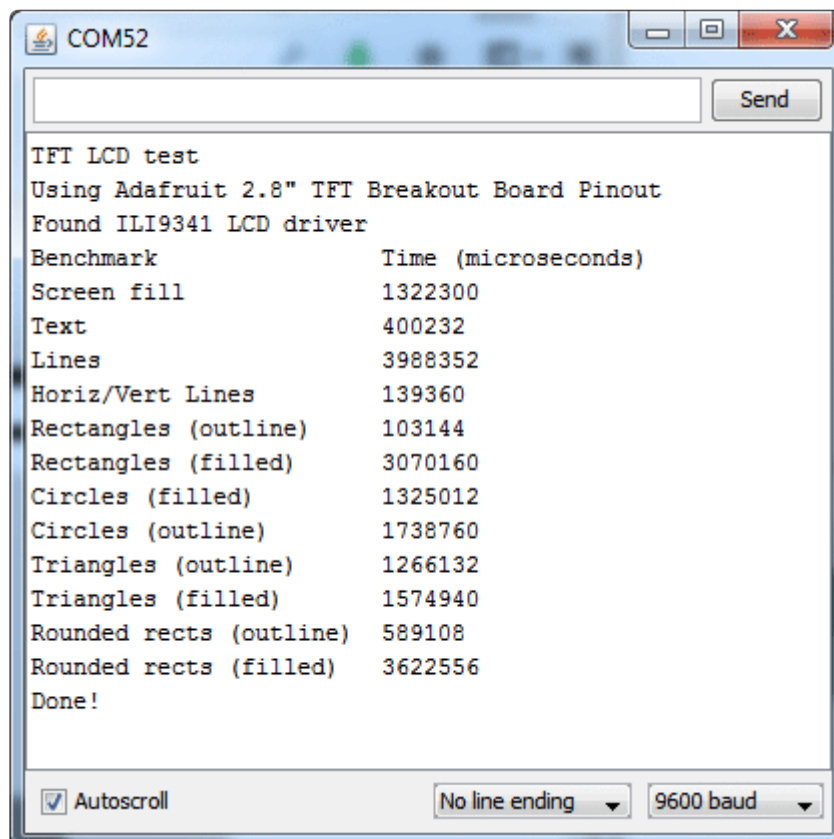 COM52
Send
TFT LCD test
Using Adafruit 2.8" TFT Breakout Board Pinout
Found ILI9341 LCD driver
Benchmark                Time (microseconds)
Screen fill              1322300
Text                     400232
Lines                    3988352
Horiz/Vert Lines         139360
Rectangles (outline)     103144
Rectangles (filled)      3070160
Circles (filled)         1325012
Circles (outline)        1738760
Triangles (outline)      1266132
Triangles (filled)       1574940
Rounded rects (outline)  589108
Rounded rects (filled)   3622556
Done!
Autoscroll No line ending 9600 baud